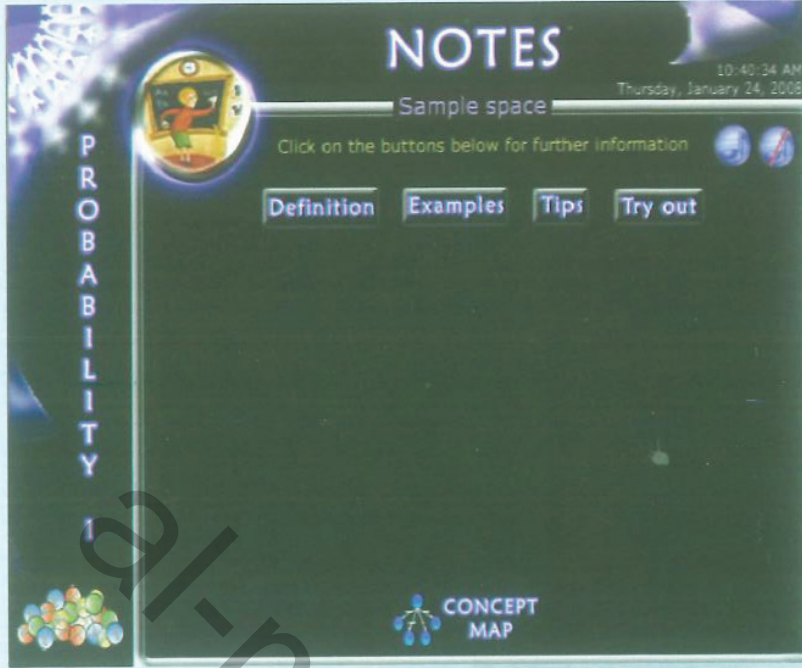 NOTES
10:40:34 AM
Thursday, January 24, 2008
Sample space
Click on the buttons below for further information
Definition
Examples
Tips
Try out
PROBABILITY 1
CONCEPT
MAP